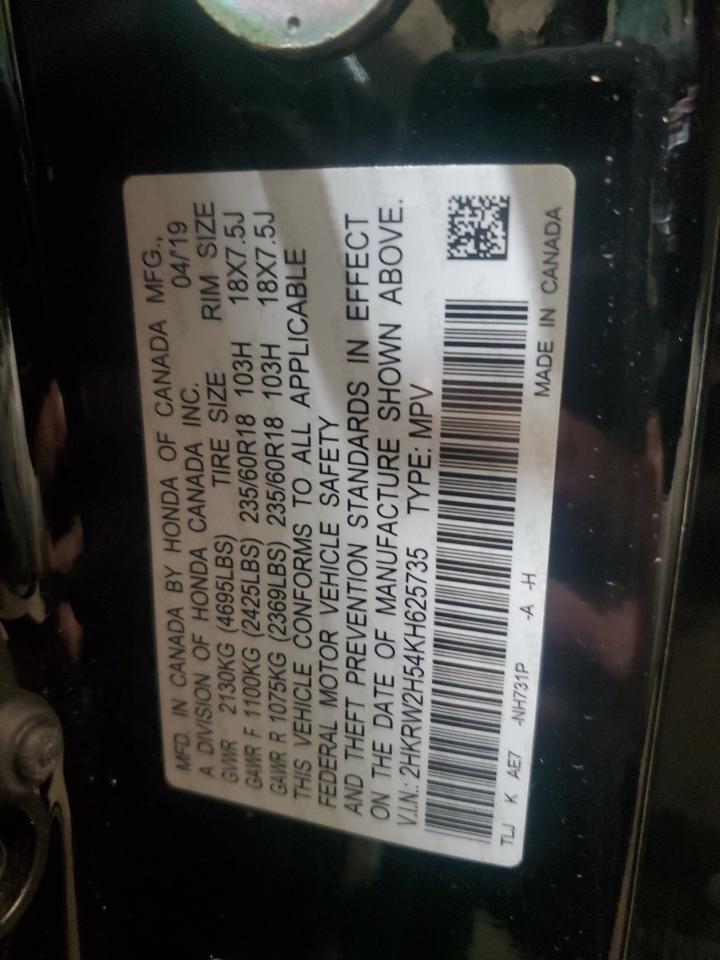 MFD. IN CANADA BY HONDA OF CANADA MFG.,
A DIVISION OF HONDA CANADA INC. 04/19
GVWR 2130KG (4695LBS) TIRE SIZE RIM SIZE
GAWR F 1100KG (2425LBS) 235/60R18 103H 18X7.5J
GAWR R 1075KG (2369LBS) 235/60R18 103H 18X7.5J
THIS VEHICLE CONFORMS TO ALL APPLICABLE
FEDERAL MOTOR VEHICLE SAFETY
AND THEFT PREVENTION STANDARDS IN EFFECT
ON THE DATE OF MANUFACTURE SHOWN ABOVE.
V.I.N.: 2HKRW2H54KH625735 TYPE: MPV
TLJ K AE7 -NH731P -A -H
MADE IN CANADA